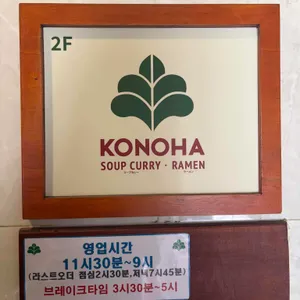 2F
KONOHA
SOUP CURRY · RAMEN
영업시간
11시30분~9시
(라스트오더 점심2시30분,저녁7시45분)
브레이크타임 3시30분~5시